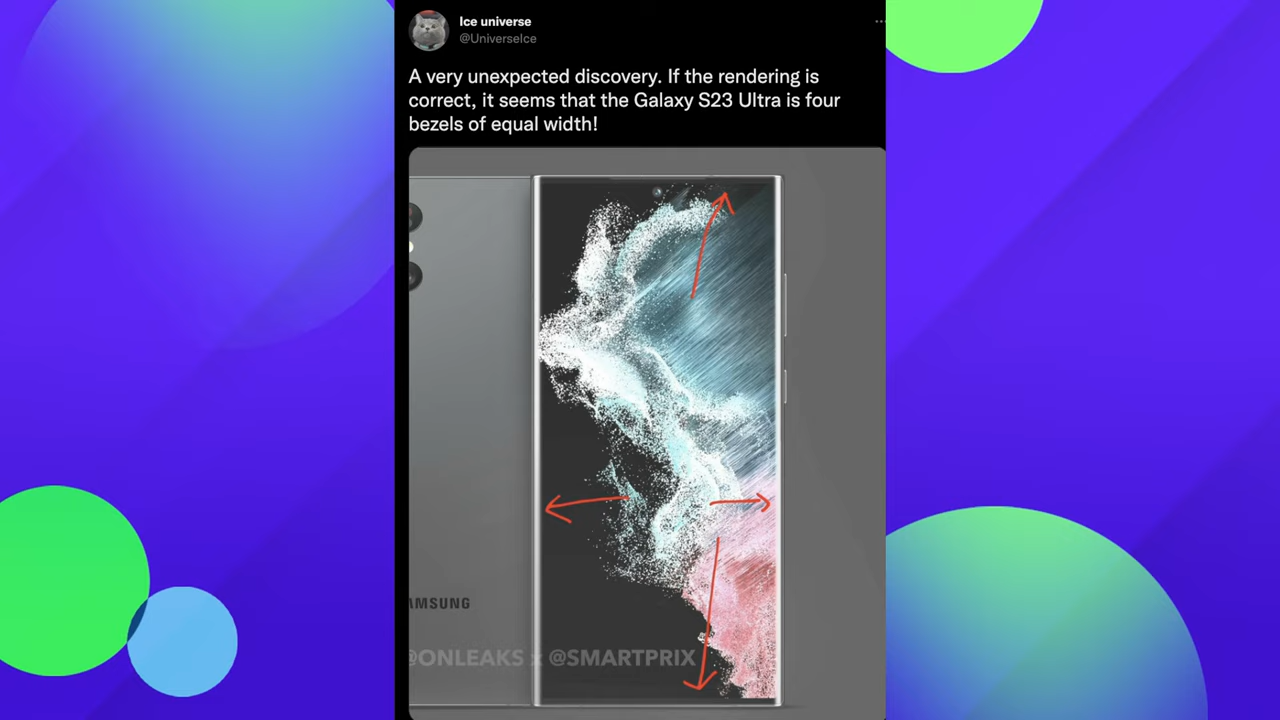 Ice universe
@UniverseIce
A very unexpected discovery. If the rendering is
correct, it seems that the Galaxy S23 Ultra is four
bezels of equal width!
AMSUNG
@ONLEAKS x @SMARTPRIX